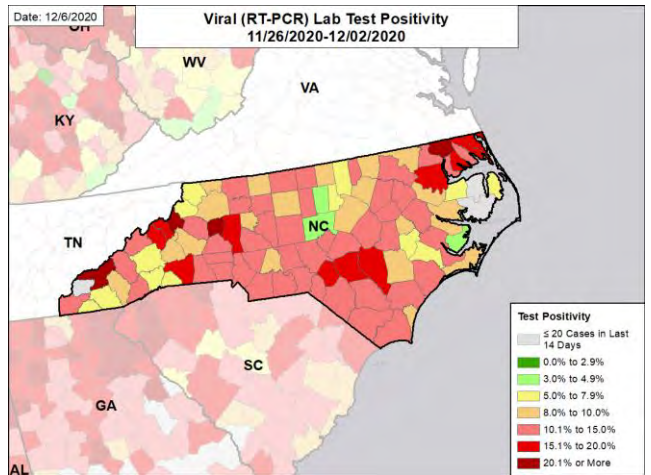 Date: 12/6/2020
Viral (RT-PCR) Lab Test Positivity
11/26/2020-12/02/2020
OH
WV
VA
KY
NC
TN
SC
GA
AL
Test Positivity
≤ 20 Cases in Last
14 Days
0.0% to 2.9%
3.0% to 4.9%
5.0% to 7.9%
8.0% to 10.0%
10.1% to 15.0%
15.1% to 20.0%
20.1% or More